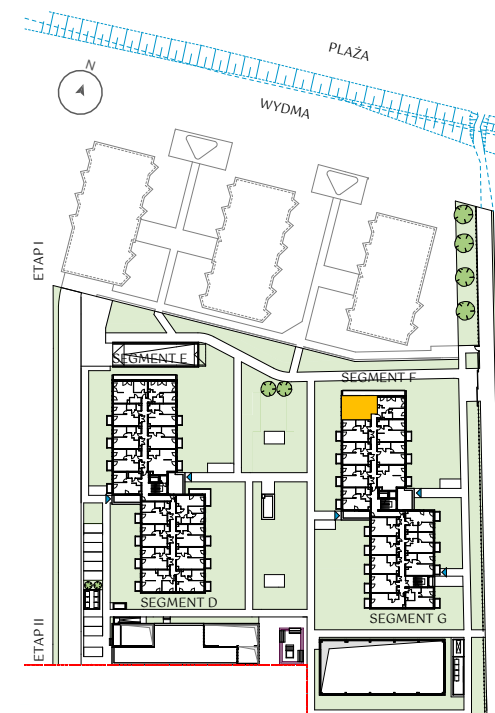 PLAŻA
N
WYDMA
ETAP I
SEGMENT E
SEGMENT F
SEGMENT D
SEGMENT G
ETAP II